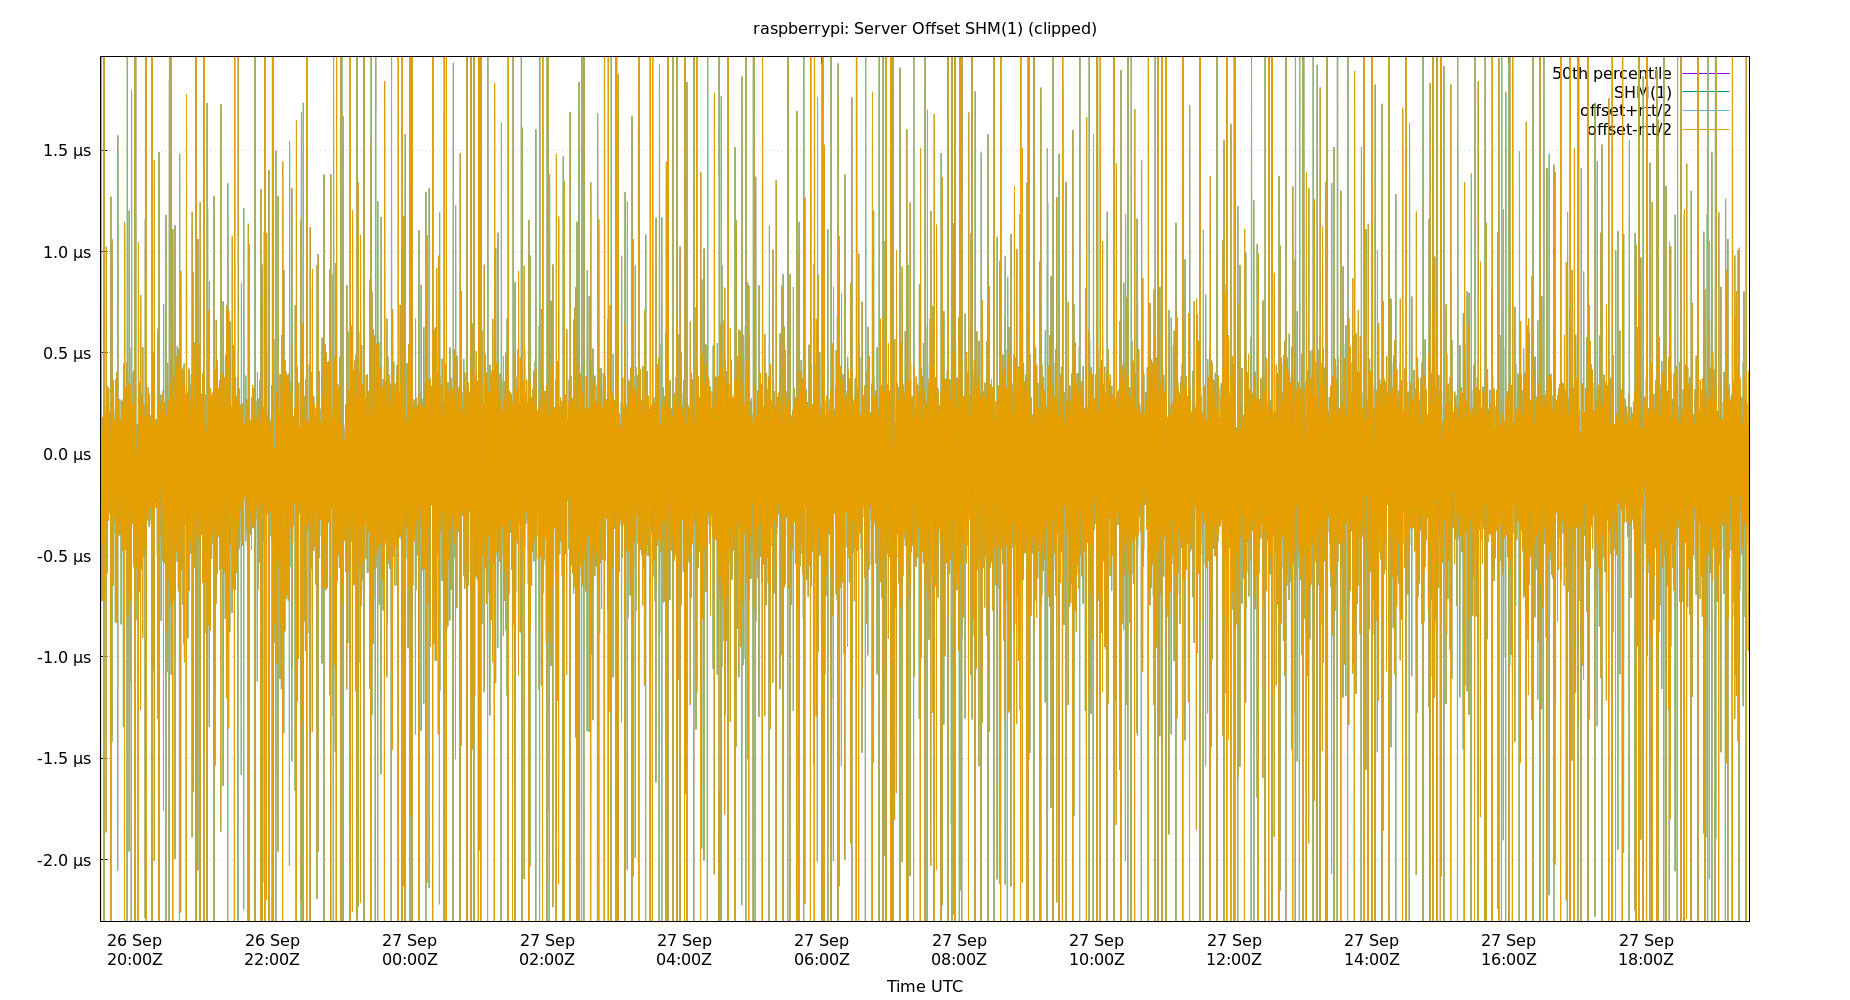 raspberrypi: Server Offset SHM(1) (clipped)
50th percentile
SHM(1)
offset+rtt/2
offset-rtt/2
1.5 µs
1.0 µs
0.5 µs
0.0 µs
-0.5 µs
-1.0 µs
-1.5 µs
-2.0 µs
26 Sep 26 Sep 27 Sep 27 Sep 27 Sep 27 Sep 27 Sep 27 Sep 27 Sep 27 Sep 27 Sep 27 Sep
20:00Z 22:00Z 00:00Z 02:00Z 04:00Z 06:00Z 08:00Z 10:00Z 12:00Z 14:00Z 16:00Z 18:00Z
Time UTC